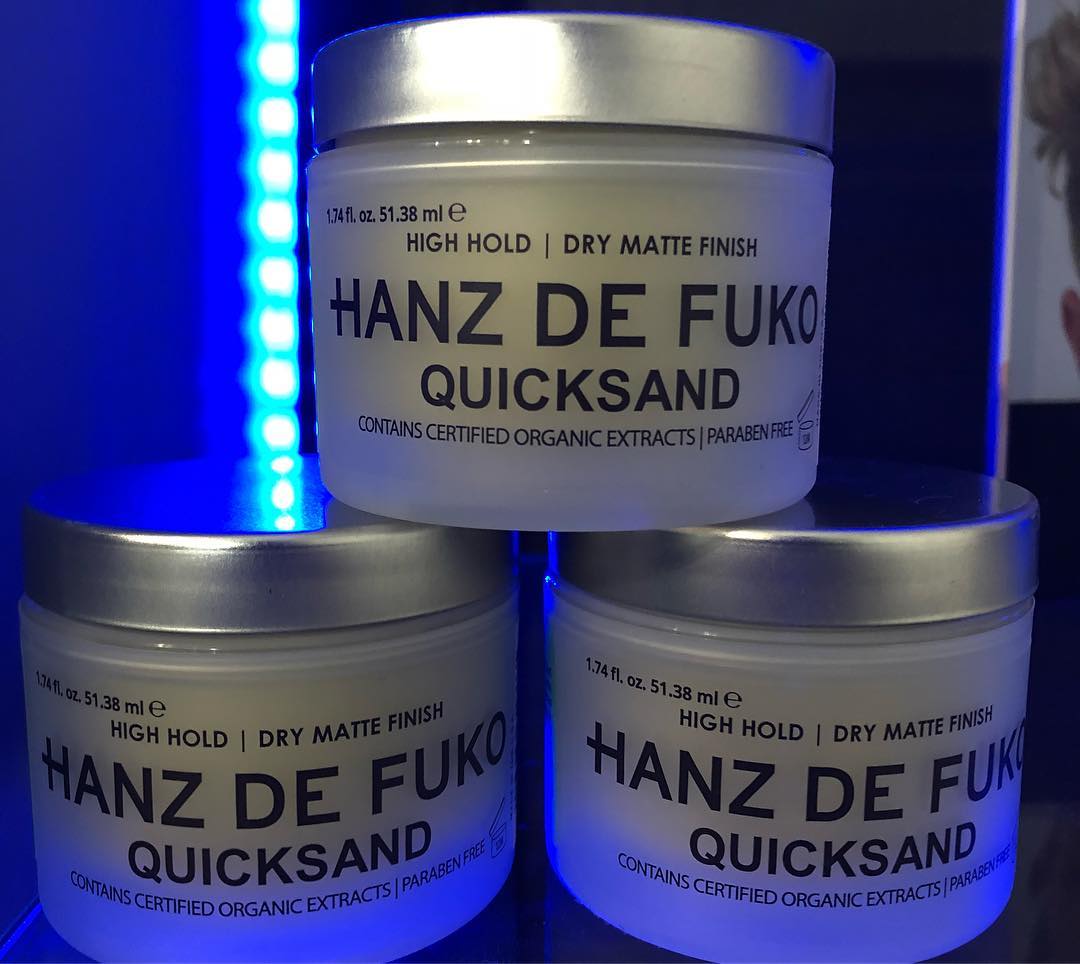 1.74 fl. oz. 51.38 ml ℮
HIGH HOLD | DRY MATTE FINISH
HANZ DE FUKO
QUICKSAND
CONTAINS CERTIFIED ORGANIC EXTRACTS | PARABEN FREE
1.74 fl. oz. 51.38 ml ℮
HIGH HOLD | DRY MATTE FINISH
HANZ DE FUKO
QUICKSAND
CONTAINS CERTIFIED ORGANIC EXTRACTS | PARABEN FREE
1.74 fl. oz. 51.38 ml ℮
HIGH HOLD | DRY MATTE FINISH
HANZ DE FUKO
QUICKSAND
CONTAINS CERTIFIED ORGANIC EXTRACTS | PARABEN FREE